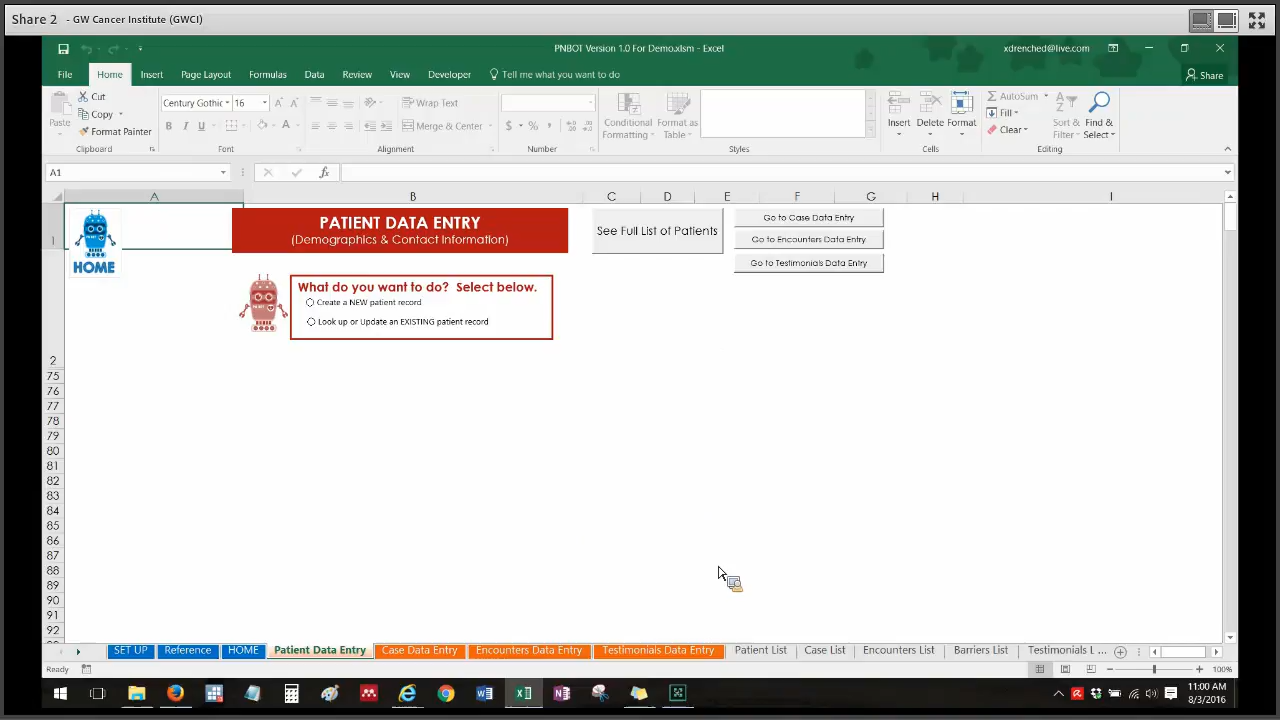 Share 2 - GW Cancer Institute (GWCI)
PNBOT Version 1.0 For Demo.xlsm - Excel
xdrenched@live.com
File Home Insert Page Layout Formulas Data Review View Developer Tell me what you want to do
Share
Paste
Cut
Copy
Format Painter
Clipboard
Century Gothic 16
B I U
Font
Wrap Text
Merge & Center
Alignment
$ % ,
Number
Conditional Formatting
Format as Table
Styles
Insert Delete Format
Cells
AutoSum
Fill
Clear
Sort & Filter
Find & Select
Editing
A1
fx
A B C D E F G H I
1
HOME
PATIENT DATA ENTRY
(Demographics & Contact Information)
See Full List of Patients
Go to Case Data Entry
Go to Encounters Data Entry
Go to Testimonials Data Entry
PATIENT BOT
What do you want to do? Select below.
Create a NEW patient record
Look up or Update an EXISTING patient record
2
75
76
77
78
79
80
81
82
83
84
85
86
87
88
89
90
91
92
SET UP Reference HOME Patient Data Entry Case Data Entry Encounters Data Entry Testimonials Data Entry Patient List Case List Encounters List Barriers List Testimonials L ...
Ready
100%
11:00 AM
8/3/2016